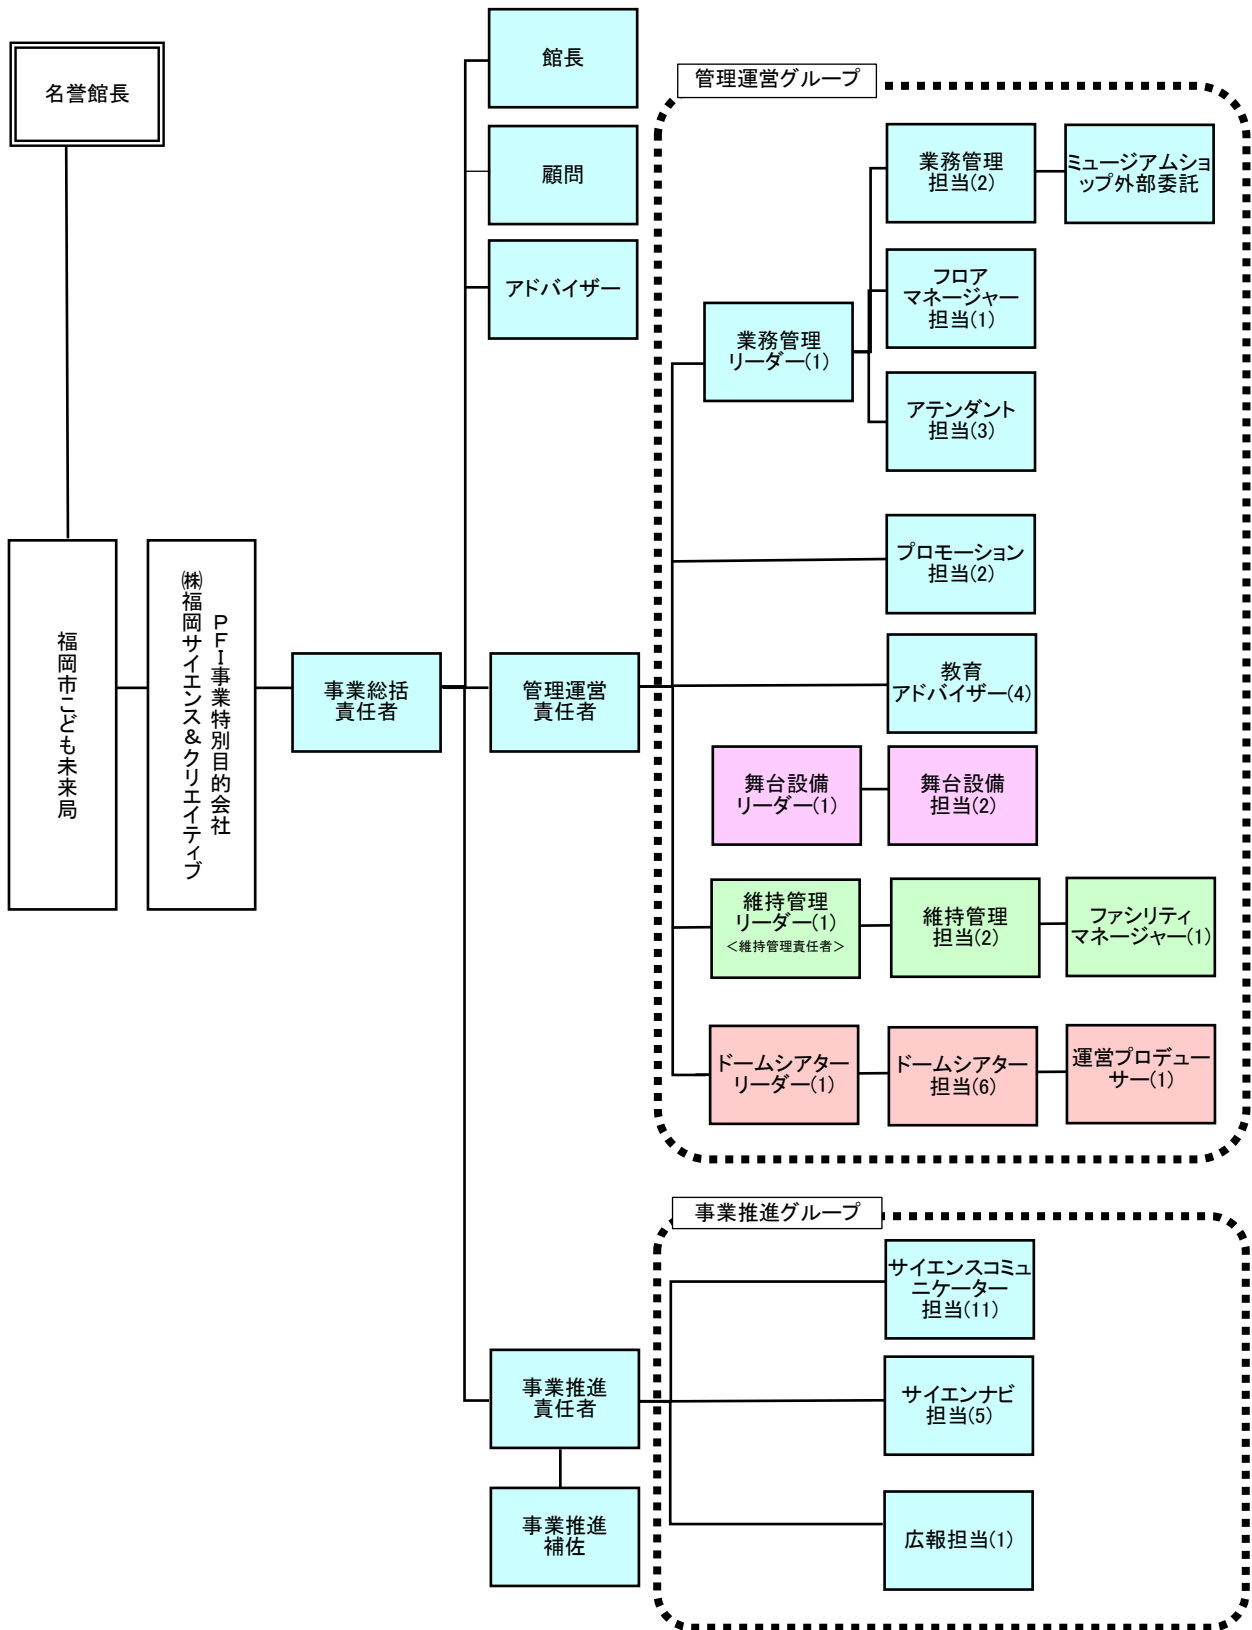 名誉館長
福岡市こども未来局
PFI事業特別目的会社
㈱福岡サイエンス&クリエイティブ
事業総括
責任者
館長
顧問
アドバイザー
管理運営
責任者
管理運営グループ
業務管理
リーダー(1)
業務管理
担当(2)
ミュージアムショ
ップ外部委託
フロア
マネージャー
担当(1)
アテンダント
担当(3)
プロモーション
担当(2)
教育
アドバイザー(4)
舞台設備
リーダー(1)
舞台設備
担当(2)
維持管理
リーダー(1)
<維持管理責任者>
維持管理
担当(2)
ファシリティ
マネージャー(1)
ドームシアター
リーダー(1)
ドームシアター
担当(6)
運営プロデュー
サー(1)
事業推進グループ
事業推進
責任者
事業推進
補佐
サイエンスコミュ
ニケーター
担当(11)
サイエンナビ
担当(5)
広報担当(1)